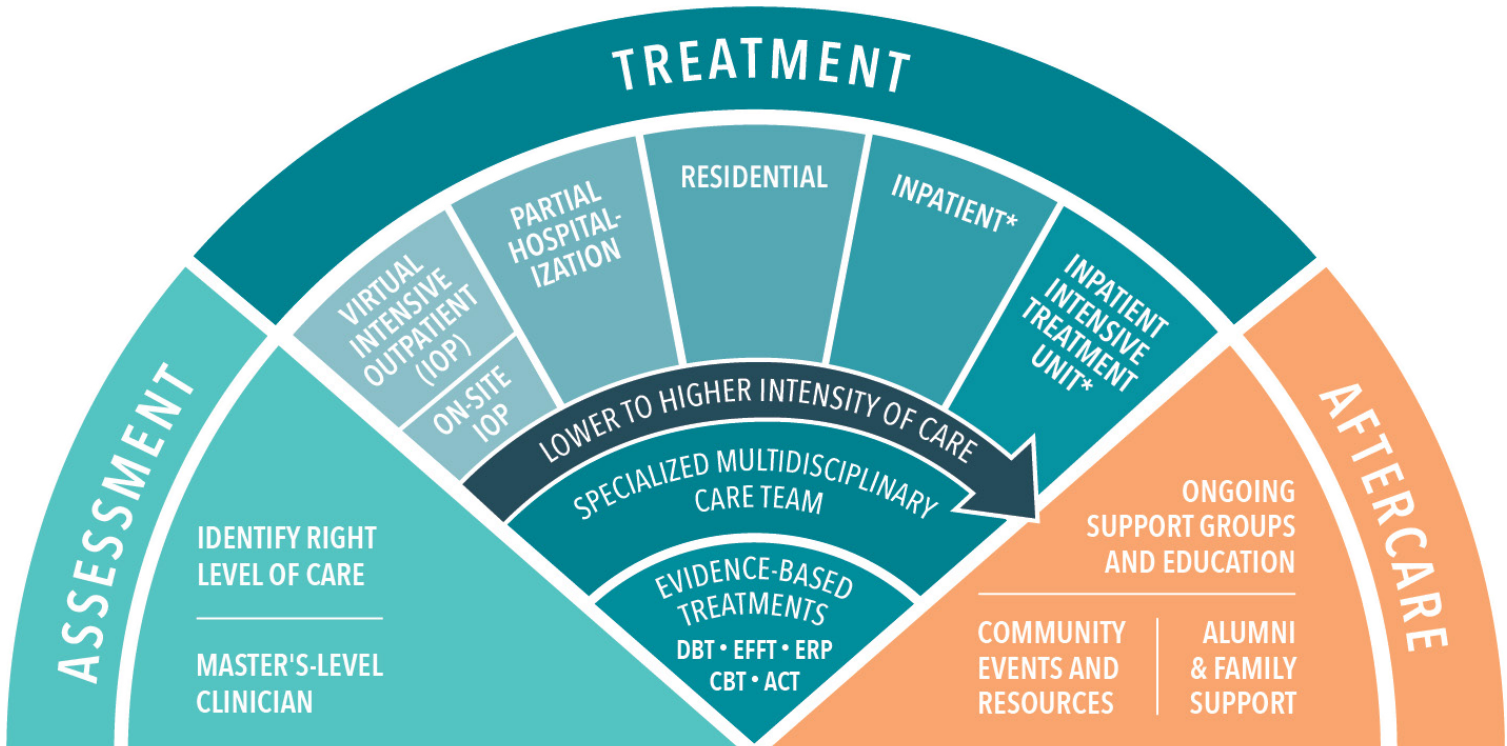 TREATMENT
ASSESSMENT
IDENTIFY RIGHT
LEVEL OF CARE
MASTER'S-LEVEL
CLINICIAN
VIRTUAL
INTENSIVE
OUTPATIENT
(IOP)
ON-SITE
IOP
PARTIAL
HOSPITAL-
IZATION
RESIDENTIAL
INPATIENT*
INPATIENT
INTENSIVE
TREATMENT
UNIT*
LOWER TO HIGHER INTENSITY OF CARE
SPECIALIZED MULTIDISCIPLINARY
CARE TEAM
EVIDENCE-BASED
TREATMENTS
DBT • EFFT • ERP
CBT • ACT
AFTERCARE
ONGOING
SUPPORT GROUPS
AND EDUCATION
COMMUNITY
EVENTS AND
RESOURCES
ALUMNI
& FAMILY
SUPPORT